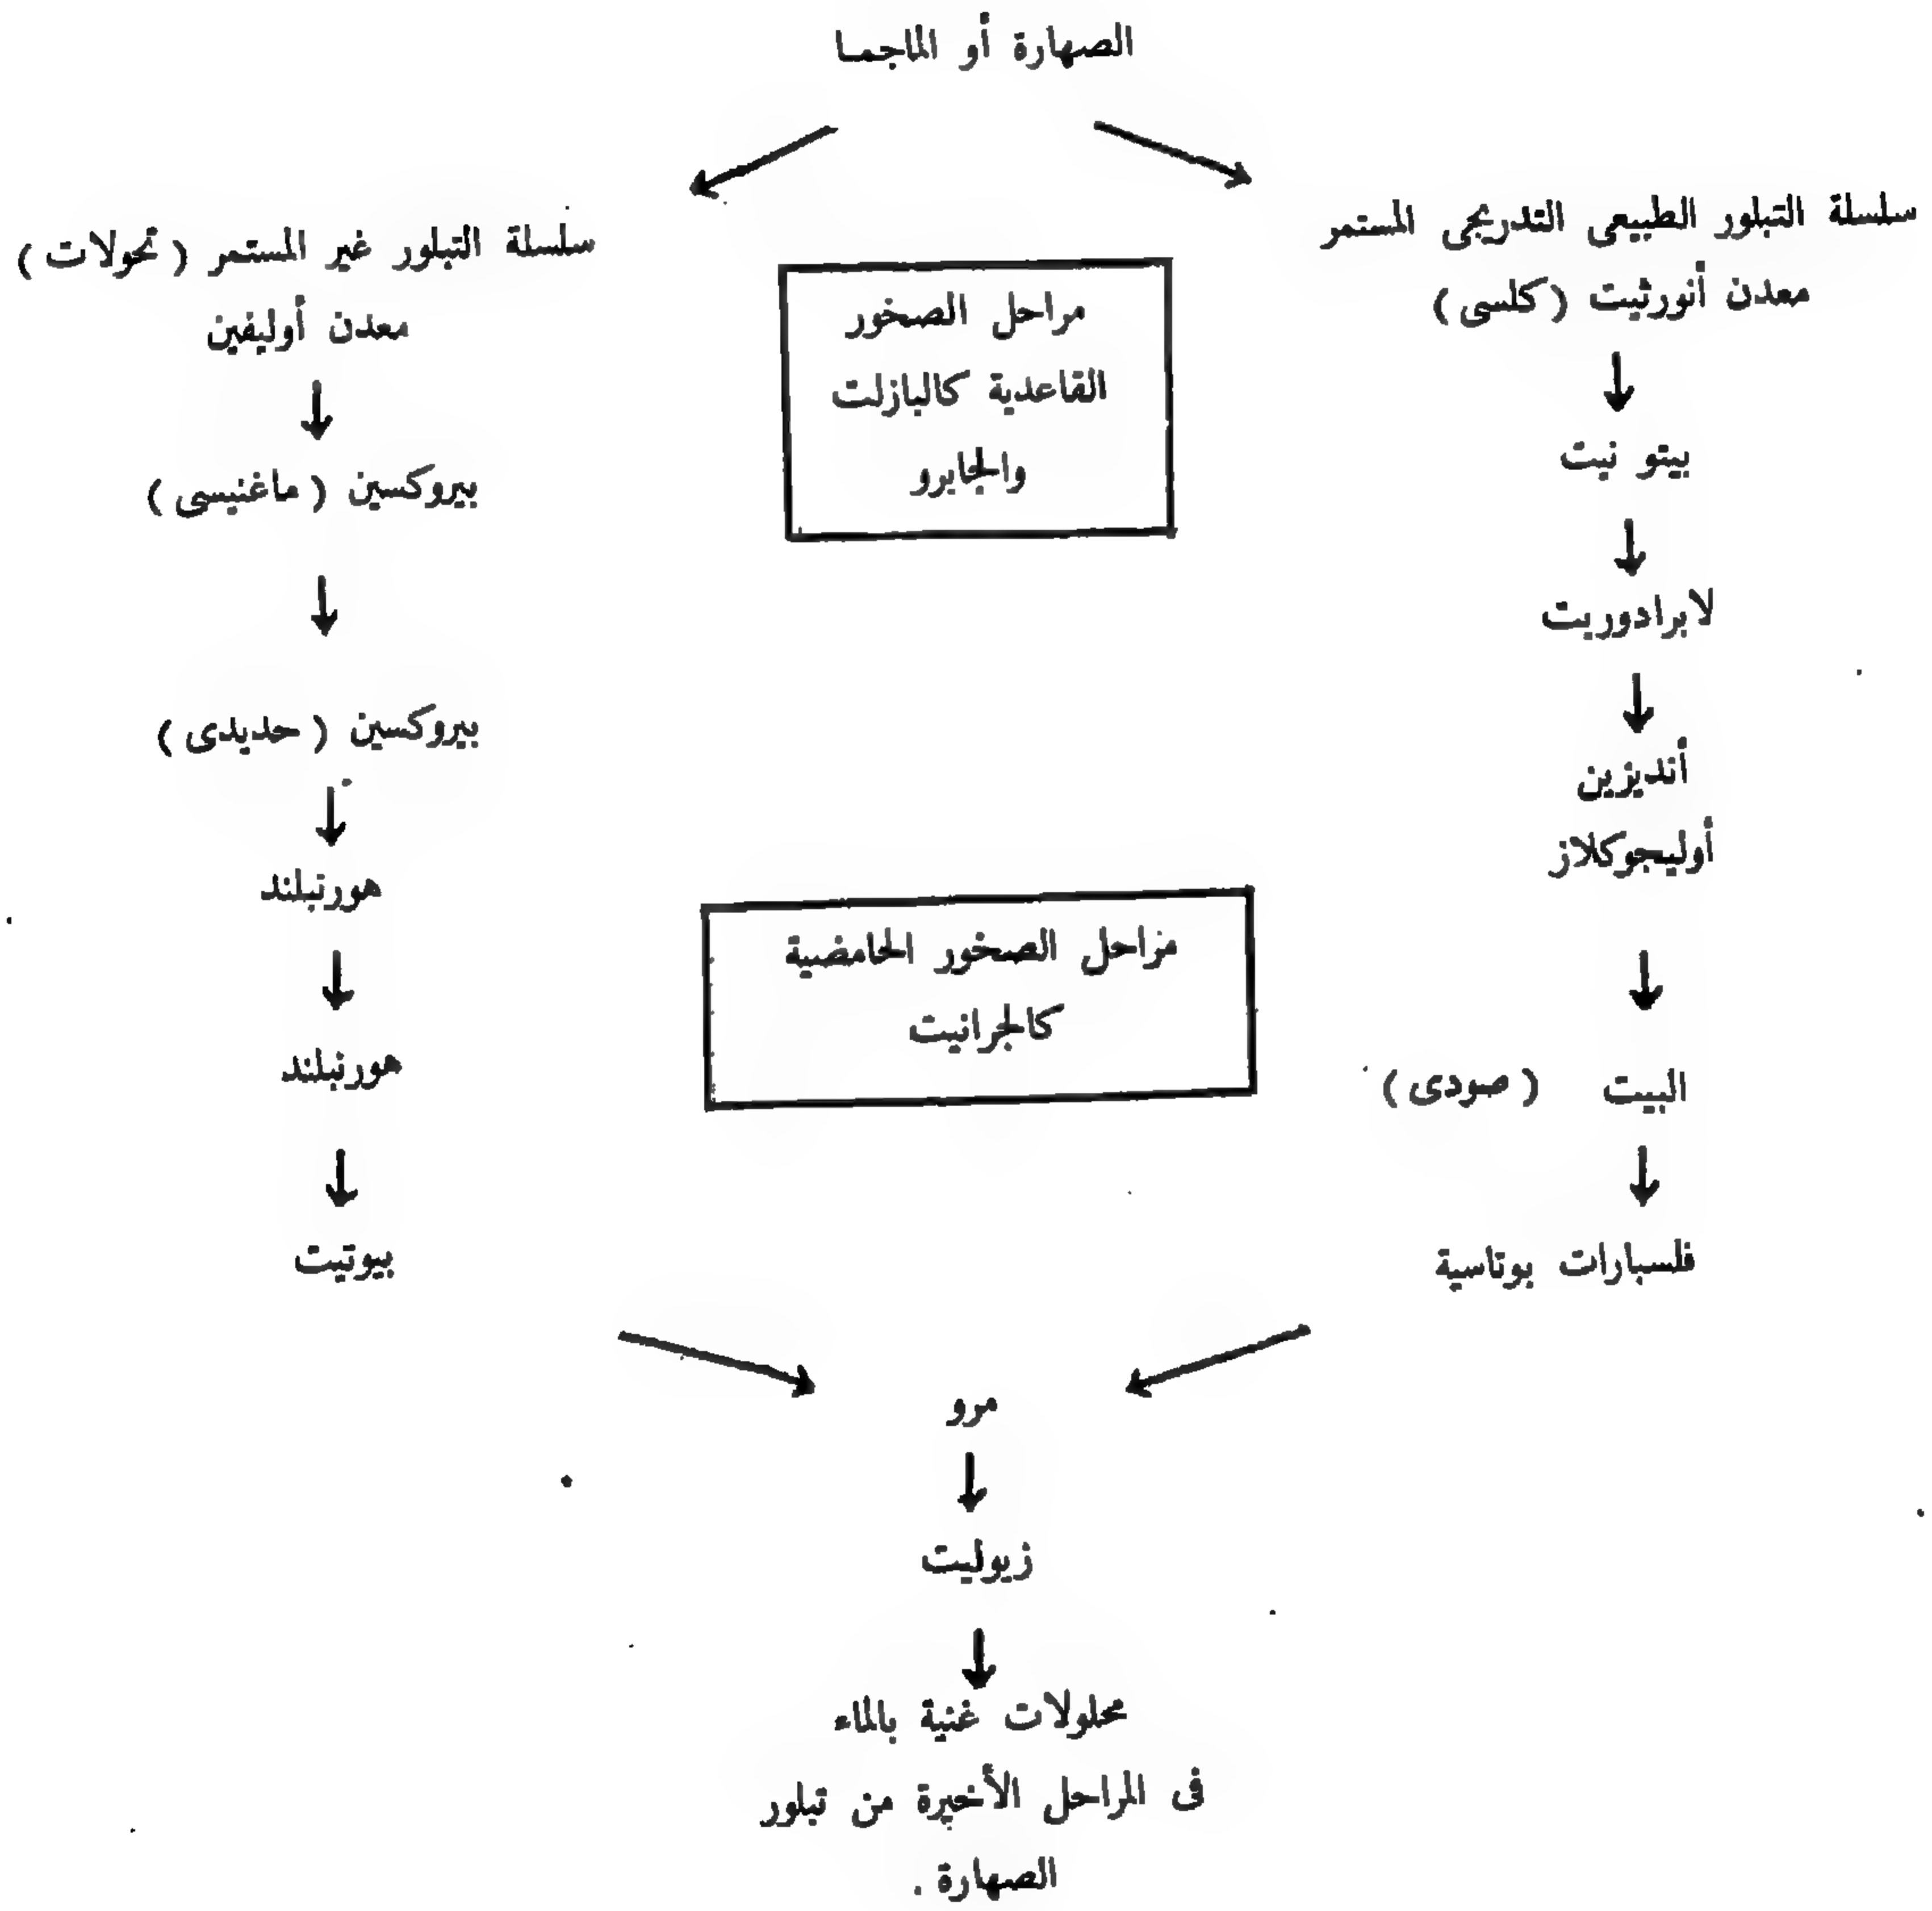 الصهارة أو الماجما
سلسلة التبلور الطبيعى التدريجى المستمر
معدن أنورثيت (كلسى)
بيتو نيت
لابرادوريت
أنديزين
أوليجوكلاز
البيت (صودى)
فلسبارات بوتاسية
مراحل الصخور
القاعدية كالبازلت
والجابرو
مراحل الصخور الحامضية
كالجرانيت
سلسلة التبلور غير المستمر (تحولات)
معدن أوليفين
بيروكسين (ماغنيسى)
بيروكسين (حديدى)
هورنبلند
هورنبلند
بيوتيت
مرو
زيوليت
محلولات غنية بالماء
فى المراحل الأخيرة من تبلور
الصهارة .